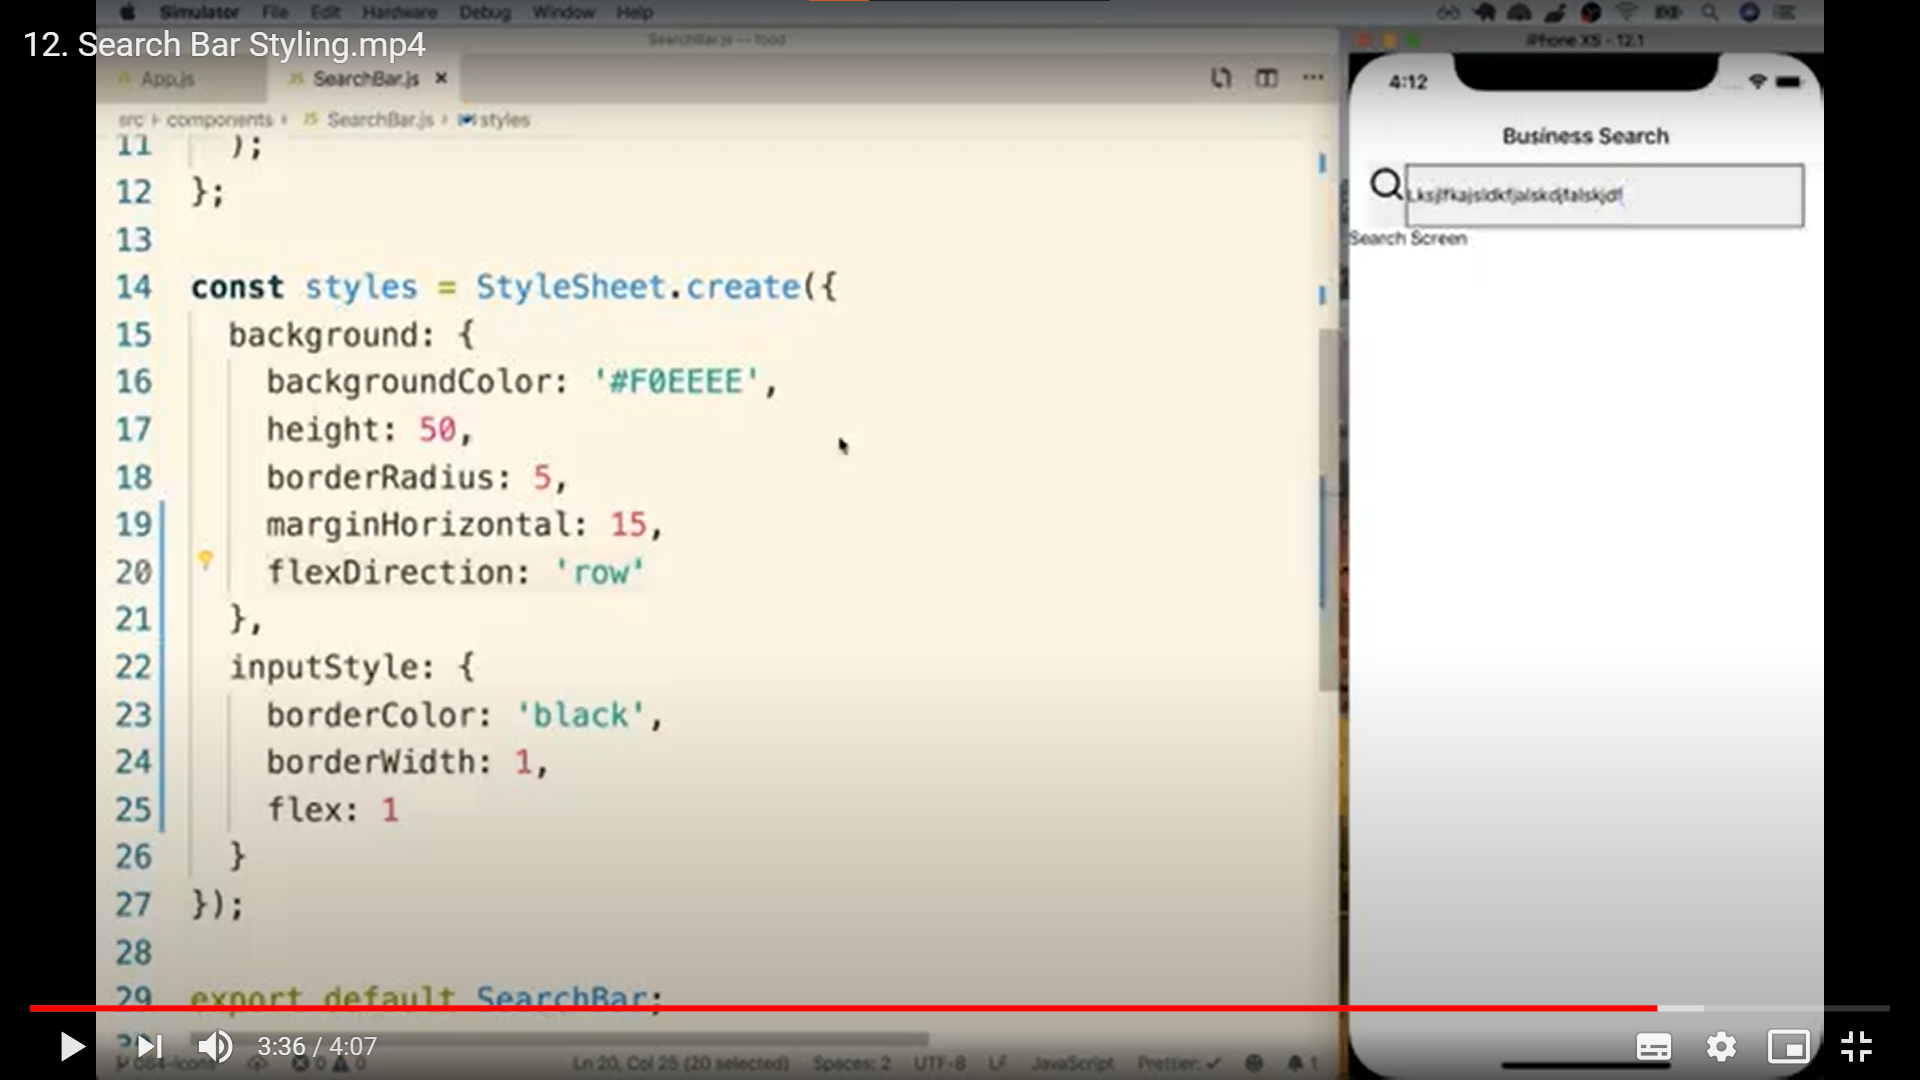 Simulator File Edit Hardware Debug Window Help
SearchBar.js — food
iPhone XS - 12.1
12. Search Bar Styling.mp4
App.js
SearchBar.js ×
src › components › SearchBar.js › styles
11 );
12 };
13
14 const styles = StyleSheet.create({
15 background: {
16 backgroundColor: '#F0EEEE',
17 height: 50,
18 borderRadius: 5,
19 marginHorizontal: 15,
20 flexDirection: 'row'
21 },
22 inputStyle: {
23 borderColor: 'black',
24 borderWidth: 1,
25 flex: 1
26 }
27 });
28
29 export default SearchBar;
4:12
Business Search
Lksjlfkajsldkfjalskdjfalskjdf
Search Screen
3:36 / 4:07
Ln 20, Col 25 (20 selected) Spaces: 2 UTF-8 LF JavaScript Prettier: ✓ 1